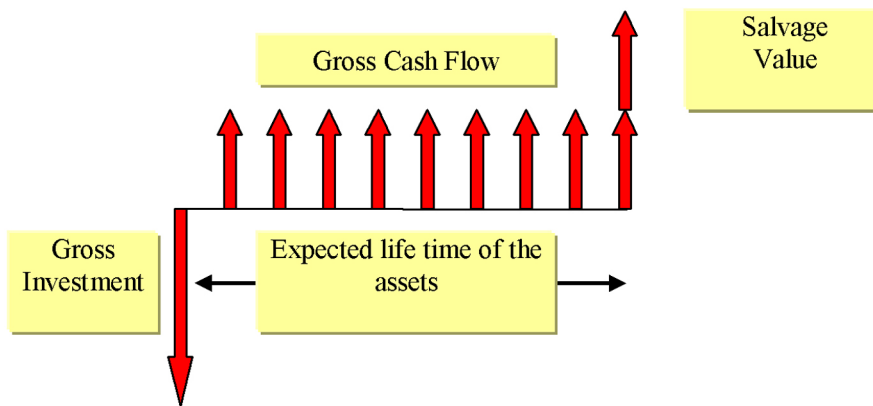 Gross Cash Flow
Salvage
Value
Gross
Investment
Expected life time of the
assets